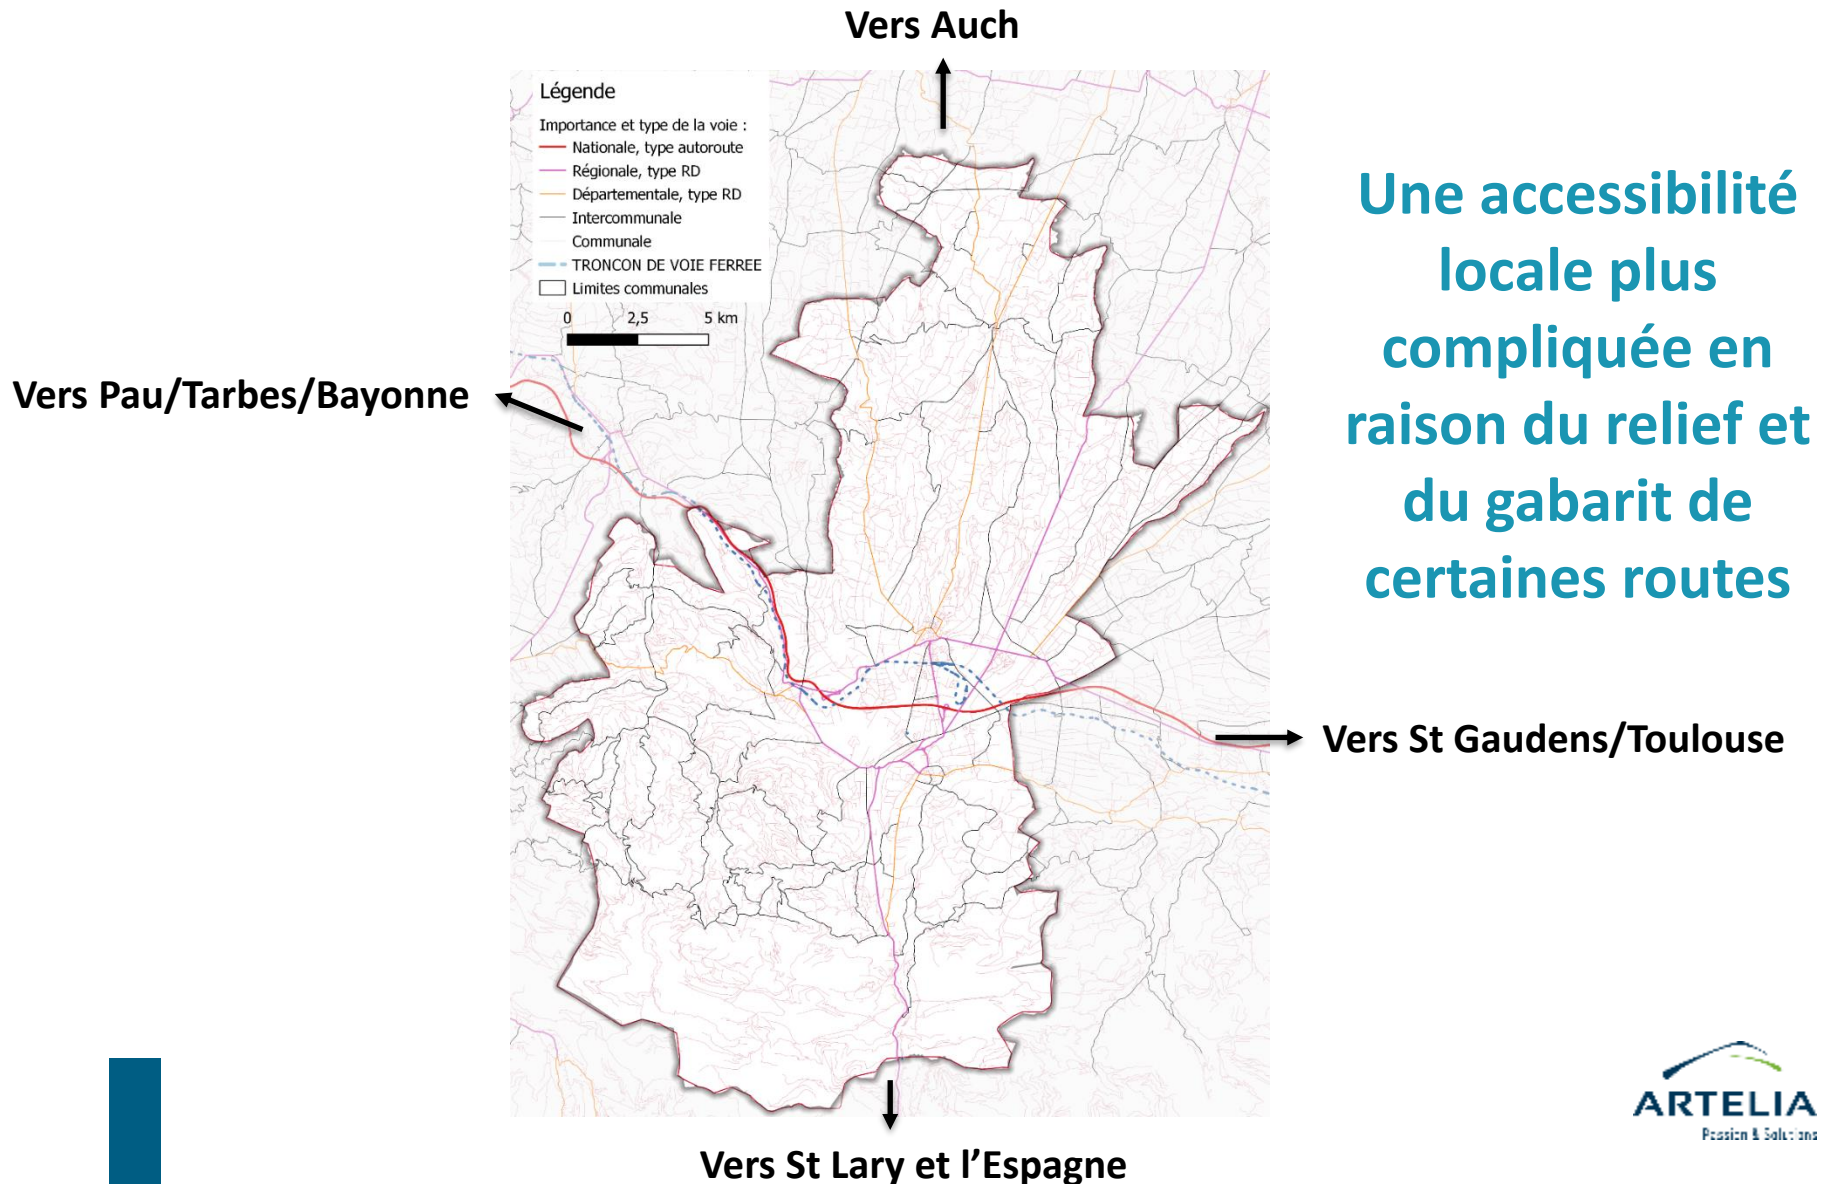 Vers Auch
Légende
Importance et type de la voie :
Nationale, type autoroute
Régionale, type RD
Départementale, type RD
Intercommunale
Communale
TRONCON DE VOIE FERREE
Limites communales
0 2,5 5 km
Vers Pau/Tarbes/Bayonne
Une accessibilité
locale plus
compliquée en
raison du relief et
du gabarit de
certaines routes
Vers St Gaudens/Toulouse
Vers St Lary et l’Espagne
ARTELIA
Passion & Solutions